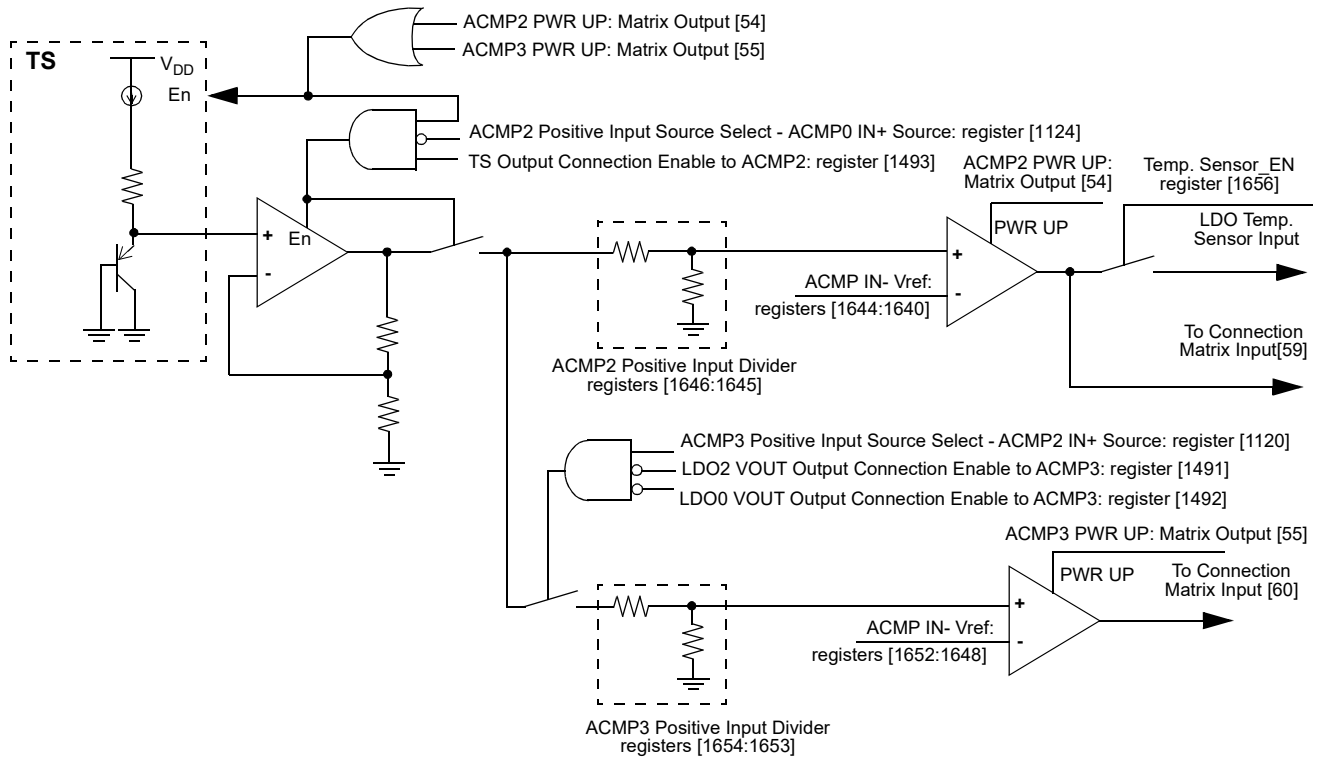 ACMP2 PWR UP: Matrix Output [54]
ACMP3 PWR UP: Matrix Output [55]
TS
VDD
En
ACMP2 Positive Input Source Select - ACMP0 IN+ Source: register [1124]
TS Output Connection Enable to ACMP2: register [1493]
ACMP2 PWR UP:
Matrix Output [54]
Temp. Sensor_EN
register [1656]
+
En
-
PWR UP
LDO Temp.
Sensor Input
+
ACMP IN- Vref:
-
registers [1644:1640]
To Connection
Matrix Input[59]
ACMP2 Positive Input Divider
registers [1646:1645]
ACMP3 Positive Input Source Select - ACMP2 IN+ Source: register [1120]
LDO2 VOUT Output Connection Enable to ACMP3: register [1491]
LDO0 VOUT Output Connection Enable to ACMP3: register [1492]
ACMP3 PWR UP: Matrix Output [55]
PWR UP
To Connection
Matrix Input [60]
+
ACMP IN- Vref:
-
registers [1652:1648]
ACMP3 Positive Input Divider
registers [1654:1653]